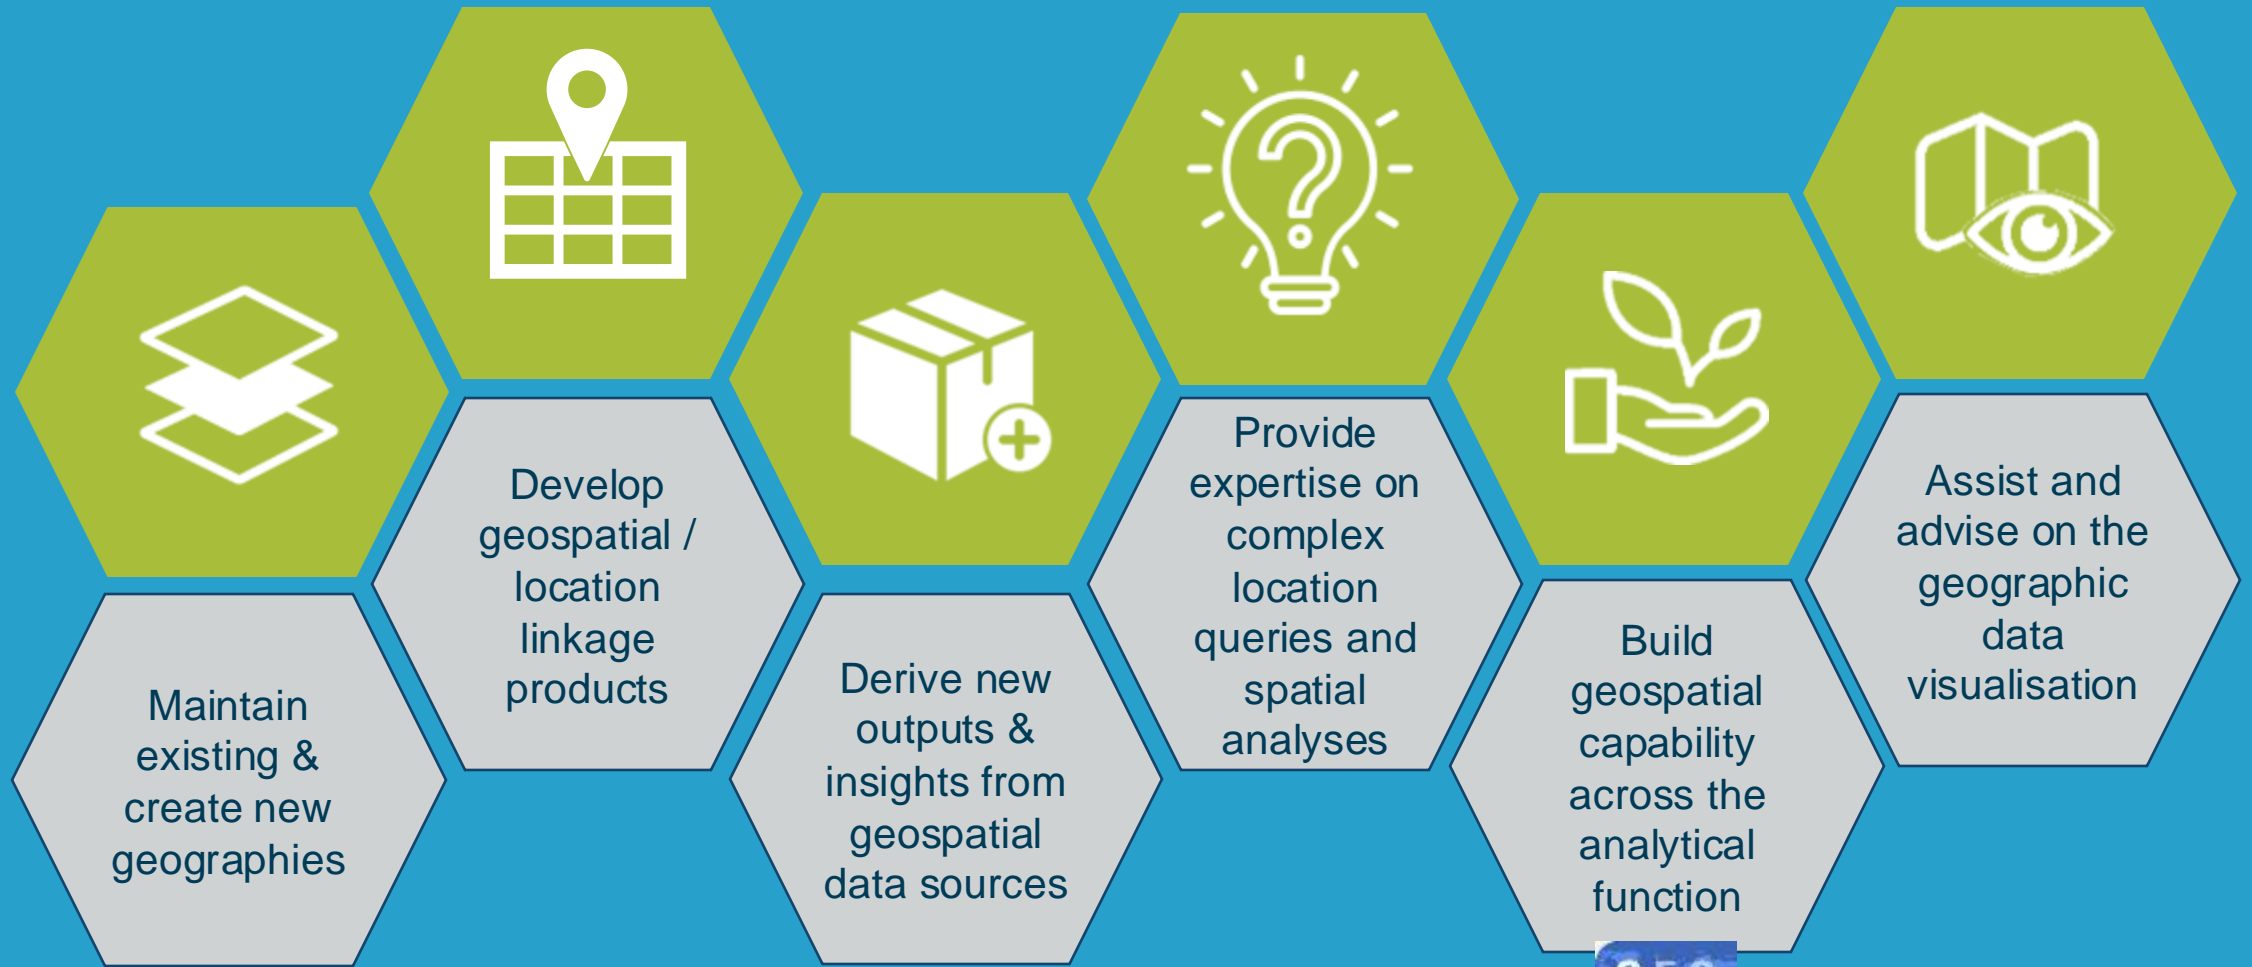 Maintain
existing &
create new
geographies
Develop
geospatial /
location
linkage
products
Derive new
outputs &
insights from
geospatial
data sources
Provide
expertise on
complex
location
queries and
spatial
analyses
Build
geospatial
capability
across the
analytical
function
Assist and
advise on the
geographic
data
visualisation